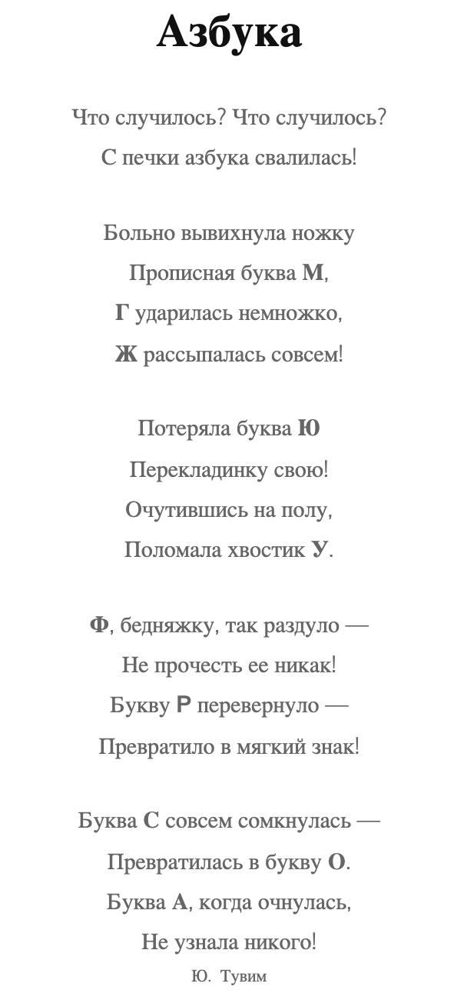 Азбука
Что случилось? Что случилось?
С печки азбука свалилась!
Больно вывихнула ножку
Прописная буква М,
Г ударилась немножко,
Ж рассыпалась совсем!
Потеряла буква Ю
Перекладинку свою!
Очутившись на полу,
Поломала хвостик У.
Ф, бедняжку, так раздуло —
Не прочесть ее никак!
Букву Р перевернуло —
Превратило в мягкий знак!
Буква С совсем сомкнулась —
Превратилась в букву О.
Буква А, когда очнулась,
Не узнала никого!
Ю. Тувим